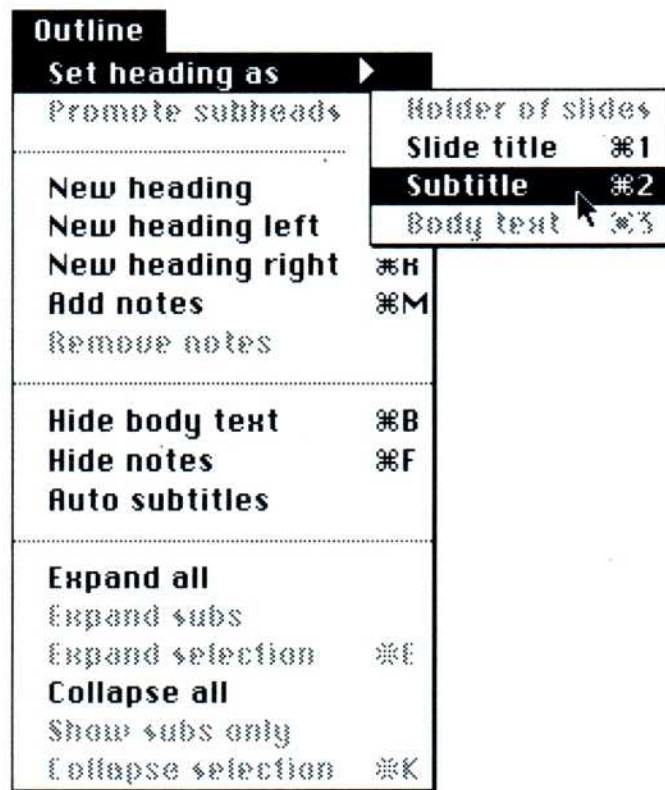 Outline
Set heading as
Promote subheads
Holder of slides
Slide title ⌘1
Subtitle ⌘2
Body text ⌘3
New heading
New heading left
New heading right ⌘R
Add notes ⌘M
Remove notes
Hide body text ⌘B
Hide notes ⌘F
Auto subtitles
Expand all
Expand subs
Expand selection ⌘E
Collapse all
Show subs only
Collapse selection ⌘K